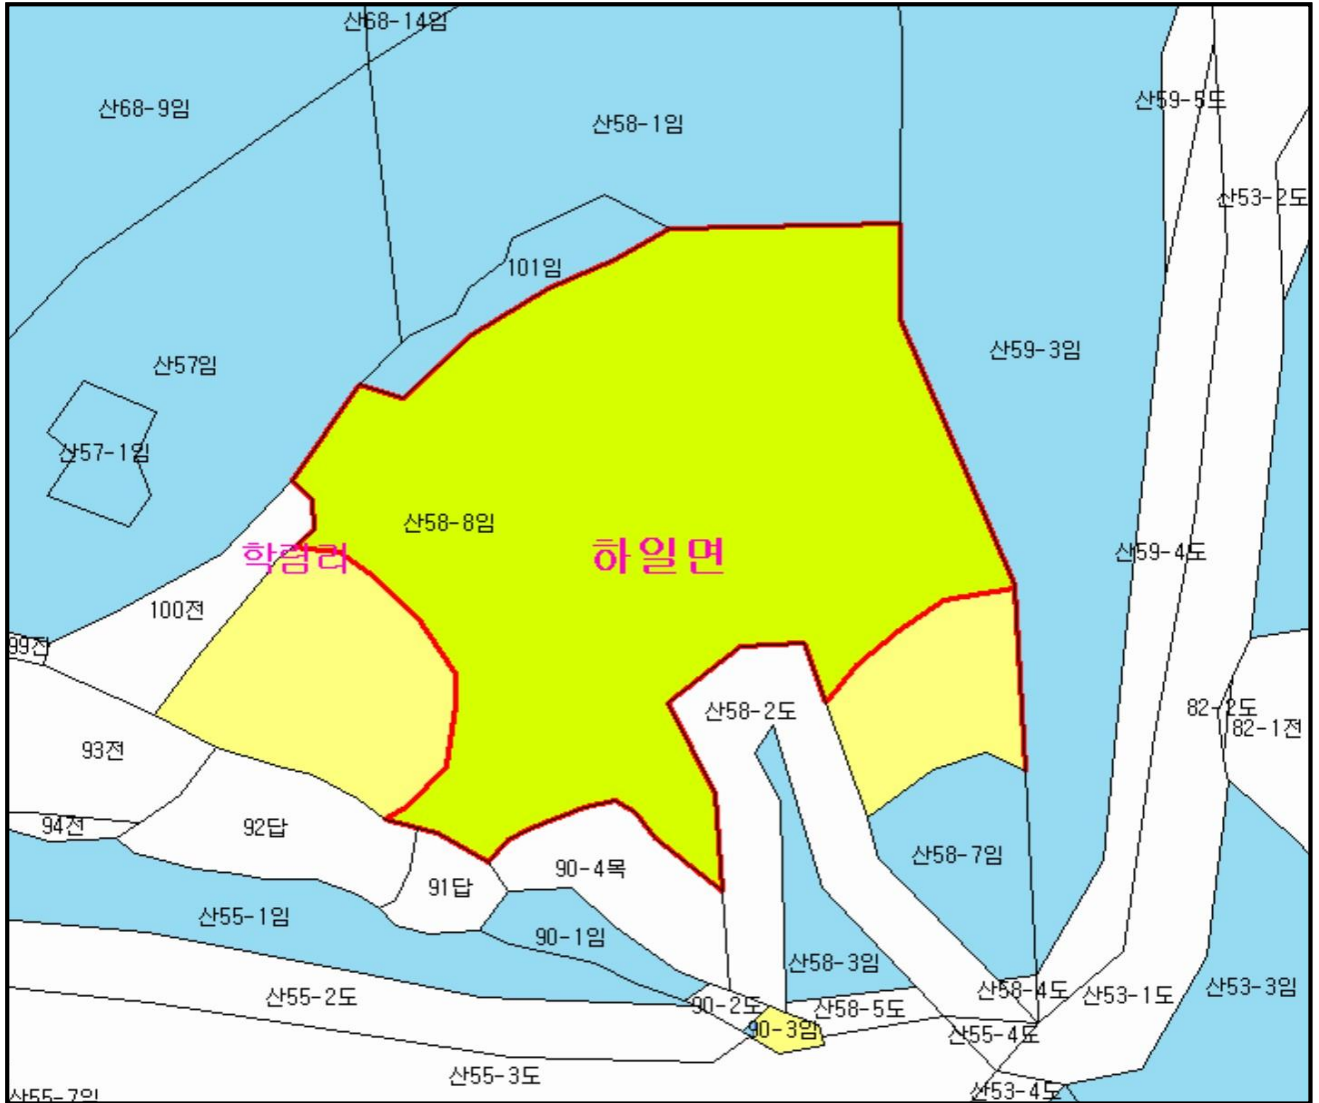 산68-14임
산68-9임
산58-1임
산59-5도
산53-2도
101임
산57임
산59-3임
산57-1임
산58-8임
학림리
하일면
산59-4도
100전
99전
산58-2도
82-2도
82-1전
93전
94전
92답
90-4목
산58-7임
91답
산55-1임
90-1임
산58-3임
산55-2도
90-2도
산58-5도
산58-4도
산53-1도
산53-3임
90-3임
산55-4도
산55-3도
산53-4도
산55-7임